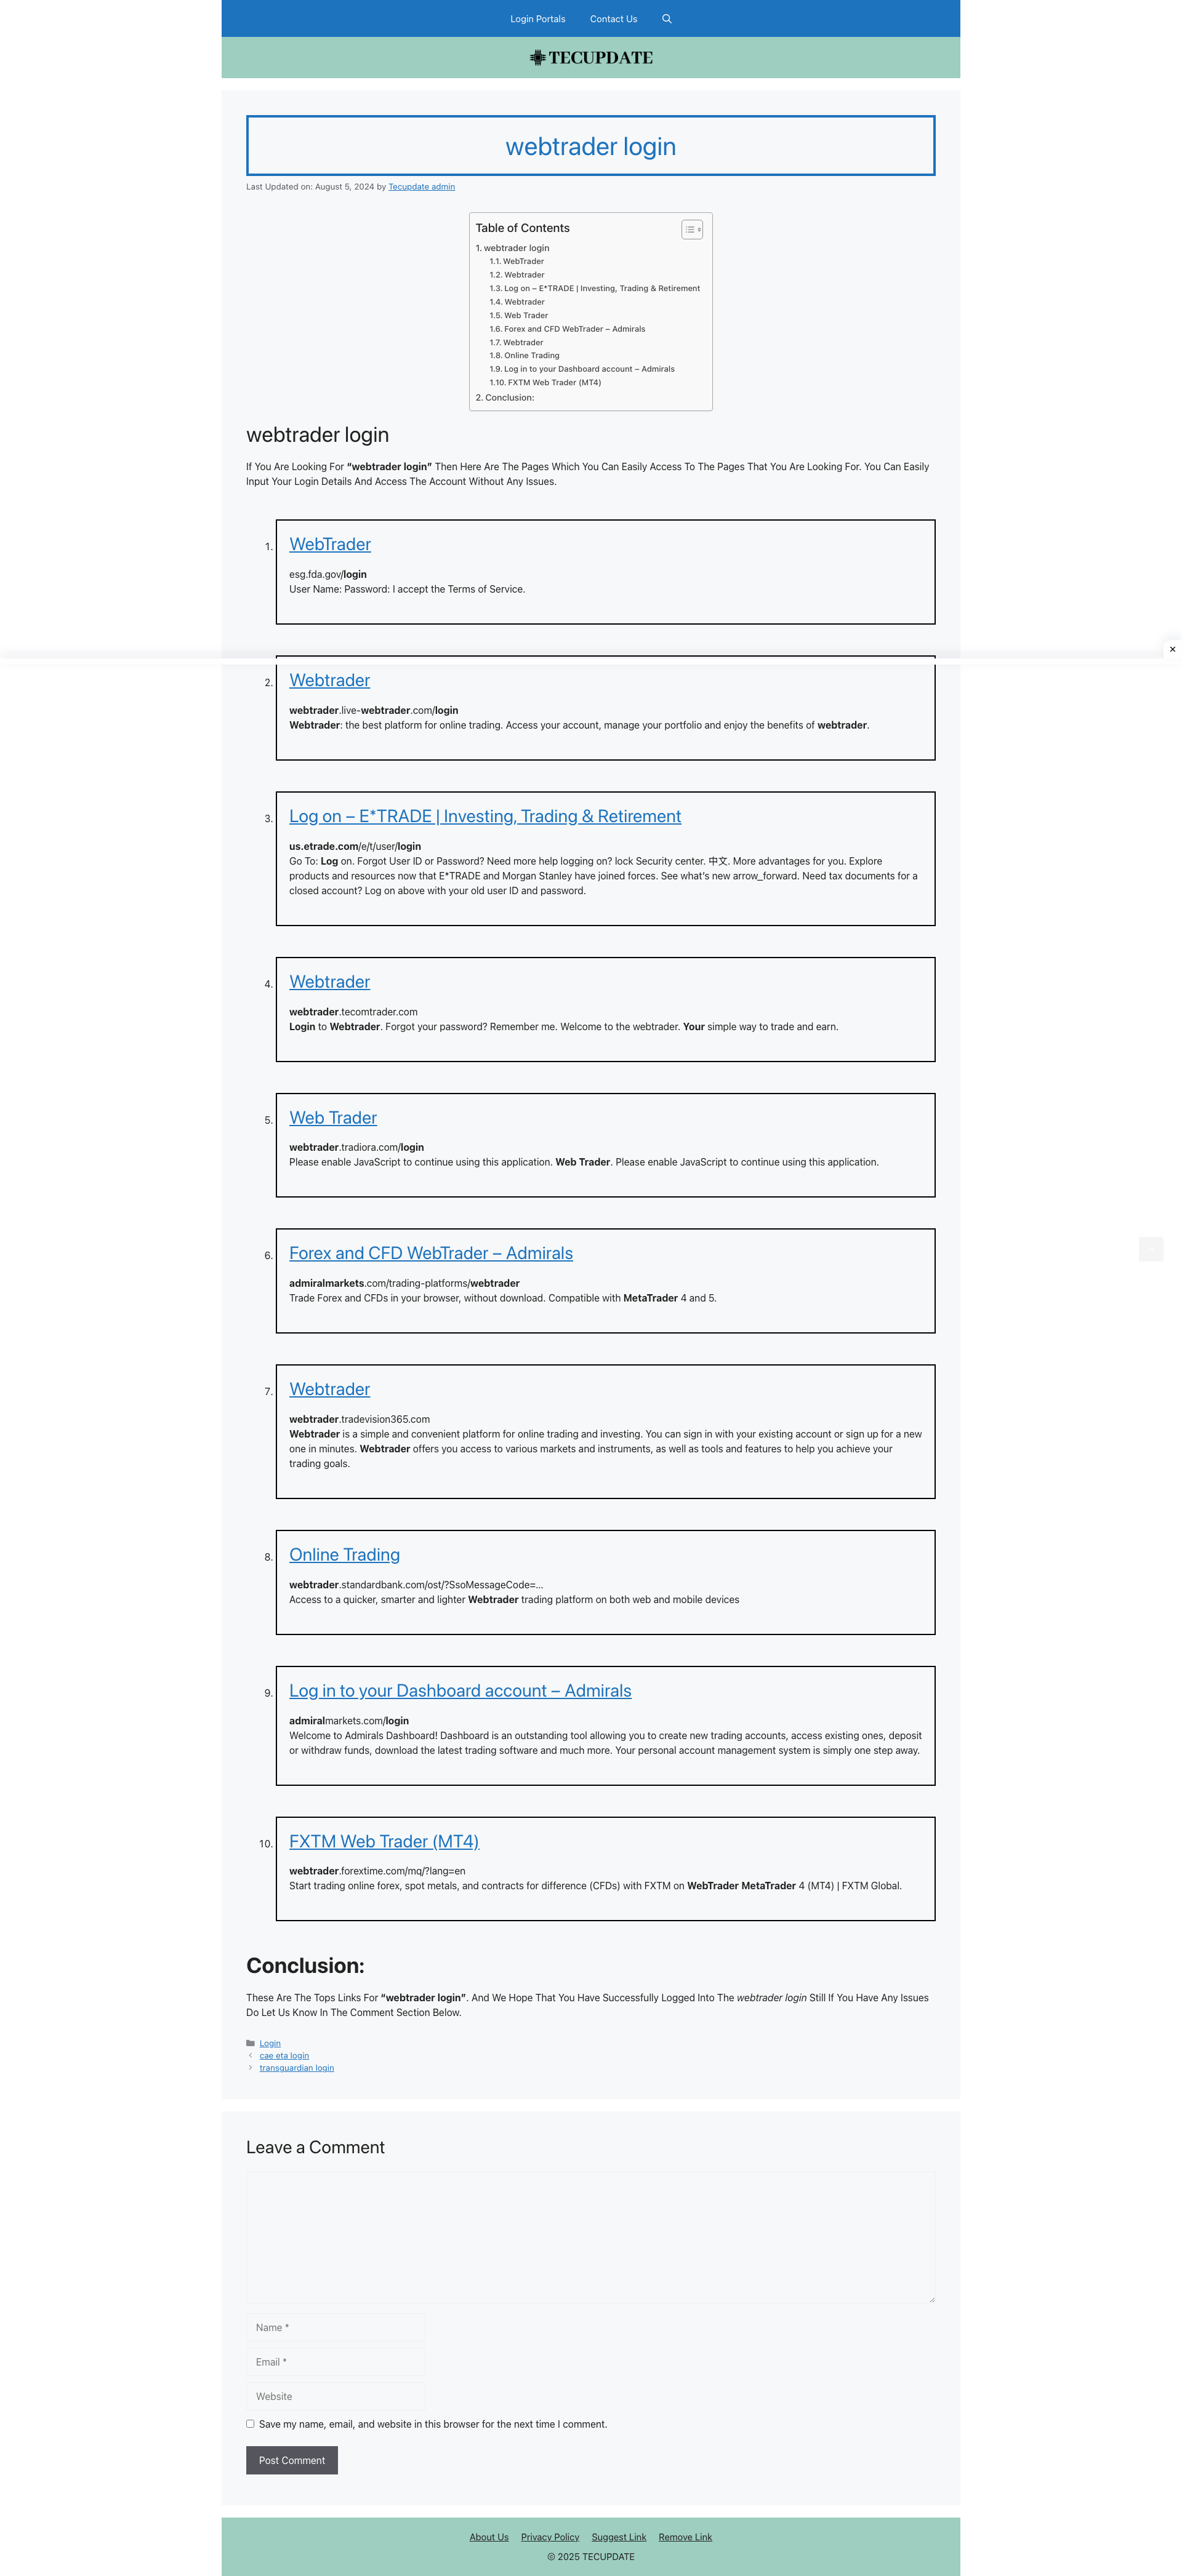 Login Portals Contact Us
TECUPDATE
webtrader login
Last Updated on: August 5, 2024 by Tecupdate admin
Table of Contents
1. webtrader login
1.1. WebTrader
1.2. Webtrader
1.3. Log on – E*TRADE | Investing, Trading & Retirement
1.4. Webtrader
1.5. Web Trader
1.6. Forex and CFD WebTrader – Admirals
1.7. Webtrader
1.8. Online Trading
1.9. Log in to your Dashboard account – Admirals
1.10. FXTM Web Trader (MT4)
2. Conclusion:
webtrader login
If You Are Looking For “webtrader login” Then Here Are The Pages Which You Can Easily Access To The Pages That You Are Looking For. You Can Easily
Input Your Login Details And Access The Account Without Any Issues.
1. WebTrader
esg.fda.gov/login
User Name: Password: I accept the Terms of Service.
2. Webtrader
webtrader.live-webtrader.com/login
Webtrader: the best platform for online trading. Access your account, manage your portfolio and enjoy the benefits of webtrader.
3. Log on – E*TRADE | Investing, Trading & Retirement
us.etrade.com/e/t/user/login
Go To: Log on. Forgot User ID or Password? Need more help logging on? lock Security center. 中文. More advantages for you. Explore
products and resources now that E*TRADE and Morgan Stanley have joined forces. See what’s new arrow_forward. Need tax documents for a
closed account? Log on above with your old user ID and password.
4. Webtrader
webtrader.tecomtrader.com
Login to Webtrader. Forgot your password? Remember me. Welcome to the webtrader. Your simple way to trade and earn.
5. Web Trader
webtrader.tradiora.com/login
Please enable JavaScript to continue using this application. Web Trader. Please enable JavaScript to continue using this application.
6. Forex and CFD WebTrader – Admirals
admiralmarkets.com/trading-platforms/webtrader
Trade Forex and CFDs in your browser, without download. Compatible with MetaTrader 4 and 5.
7. Webtrader
webtrader.tradevision365.com
Webtrader is a simple and convenient platform for online trading and investing. You can sign in with your existing account or sign up for a new
one in minutes. Webtrader offers you access to various markets and instruments, as well as tools and features to help you achieve your
trading goals.
8. Online Trading
webtrader.standardbank.com/ost/?SsoMessageCode=…
Access to a quicker, smarter and lighter Webtrader trading platform on both web and mobile devices
9. Log in to your Dashboard account – Admirals
admiralmarkets.com/login
Welcome to Admirals Dashboard! Dashboard is an outstanding tool allowing you to create new trading accounts, access existing ones, deposit
or withdraw funds, download the latest trading software and much more. Your personal account management system is simply one step away.
10. FXTM Web Trader (MT4)
webtrader.forextime.com/mq/?lang=en
Start trading online forex, spot metals, and contracts for difference (CFDs) with FXTM on WebTrader MetaTrader 4 (MT4) | FXTM Global.
Conclusion:
These Are The Tops Links For “webtrader login”. And We Hope That You Have Successfully Logged Into The webtrader login Still If You Have Any Issues
Do Let Us Know In The Comment Section Below.
Login
cae eta login
transguardian login
Leave a Comment
Name *
Email *
Website
Save my name, email, and website in this browser for the next time I comment.
Post Comment
About Us Privacy Policy Suggest Link Remove Link
© 2025 TECUPDATE